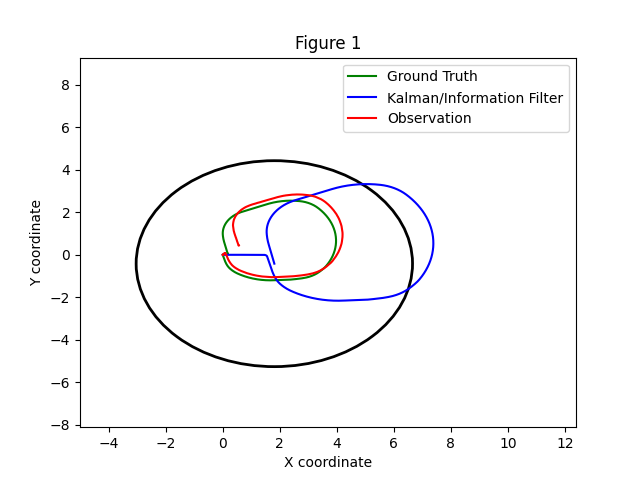 Figure 1
Ground Truth
Kalman/Information Filter
Observation
8
6
4
2
0
−2
−4
−6
−8
Y coordinate
−4 −2 0 2 4 6 8 10 12
X coordinate